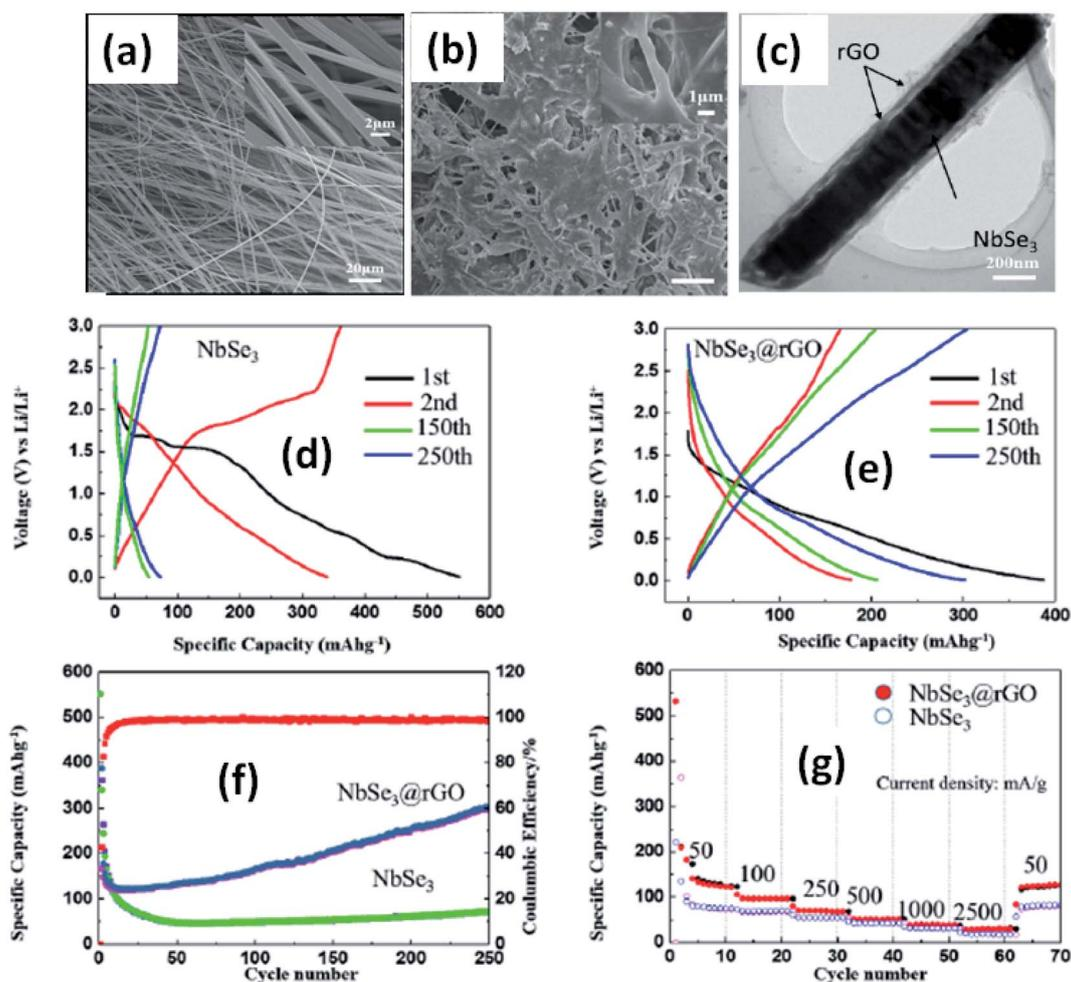 (a)
2μm
20μm
(b)
1μm
(c)
rGO
NbSe₃
200nm
Voltage (V) vs Li/Li⁺
3.0
2.5
2.0
1.5
1.0
0.5
0.0
NbSe₃
1st
2nd
150th
250th
(d)
0 100 200 300 400 500 600
Specific Capacity (mAhg⁻¹)
Voltage (V) vs Li/Li⁺
3.0
2.5
2.0
1.5
1.0
0.5
0.0
NbSe₃@rGO
1st
2nd
150th
250th
(e)
0 100 200 300 400
Specific Capacity (mAhg⁻¹)
Specific Capacity (mAhg⁻¹)
600
500
400
300
200
100
0
(f)
NbSe₃@rGO
NbSe₃
120
100
80
60
40
20
0
Coulumbic Efficiency/%
0 50 100 150 200 250
Cycle number
Specific Capacity (mAhg⁻¹)
600
500
400
300
200
100
0
NbSe₃@rGO
NbSe₃
(g)
Current density: mA/g
50
100
250
500
1000
2500
50
0 10 20 30 40 50 60 70
Cycle number